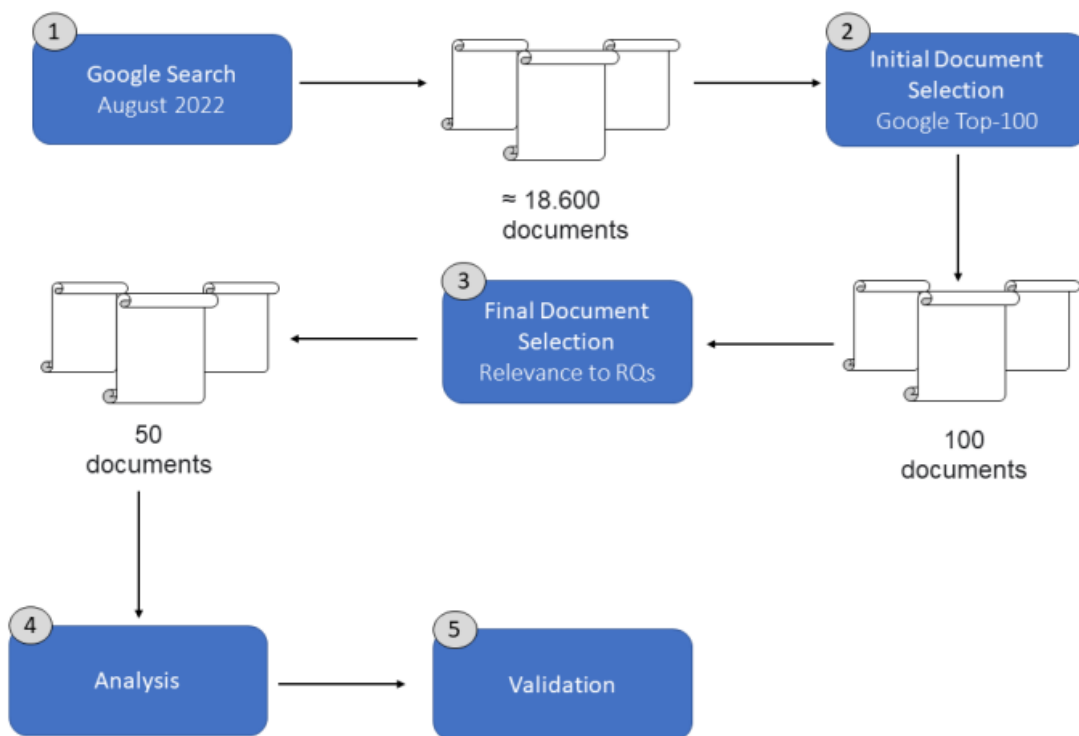 1
Google Search
August 2022
≈ 18.600
documents
2
Initial Document
Selection
Google Top-100
100
documents
3
Final Document
Selection
Relevance to RQs
50
documents
4
Analysis
5
Validation